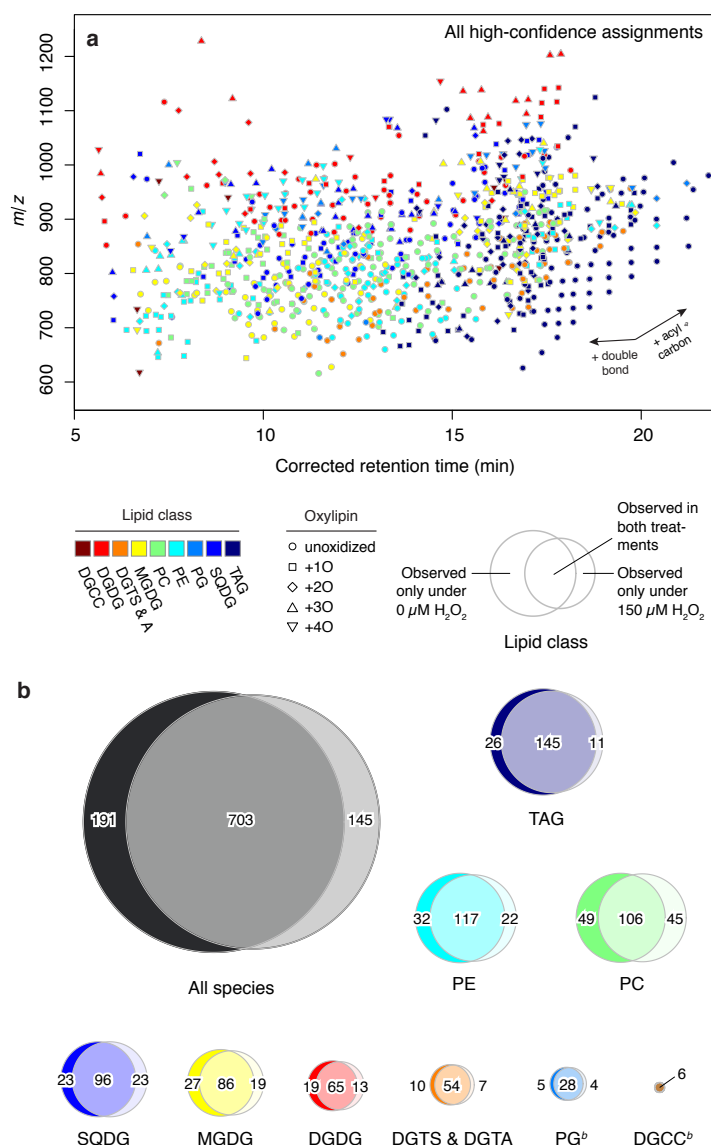 a
All high-confidence assignments
1200
1100
1000
900
800
700
600
m/z
+ double
bond
+ acyl
carbon
5
10
15
20
Corrected retention time (min)
Lipid class
DGCC
DGDG
DGTS & A
MGDG
PC
PE
PG
SQDG
TAG
Oxylipin
unoxidized
+1O
+2O
+3O
+4O
Observed in
both treat-
ments
Observed
only under
0 µM H₂O₂
Observed
only under
150 µM H₂O₂
Lipid class
b
191
703
145
All species
26
145
11
TAG
32
117
22
PE
49
106
45
PC
23
96
23
SQDG
27
86
19
MGDG
19
65
13
DGDG
10
54
7
DGTS & DGTA
5
28
4
PGᵇ
6
DGCCᵇ